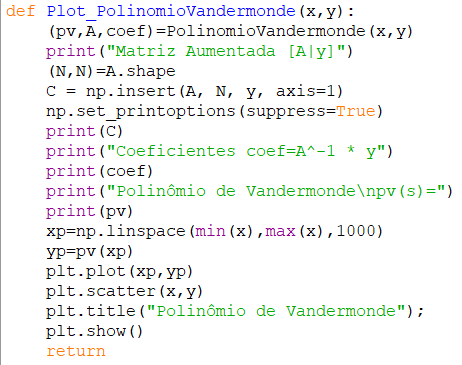 def Plot_PolinomioVandermonde(x,y):
    (pv,A,coef)=PolinomioVandermonde(x,y)
    print("Matriz Aumentada [A|y]")
    (N,N)=A.shape
    C = np.insert(A, N, y, axis=1)
    np.set_printoptions(suppress=True)
    print(C)
    print("Coeficientes coef=A^-1 * y")
    print(coef)
    print("Polinômio de Vandermonde\npv(s)=")
    print(pv)
    xp=np.linspace(min(x),max(x),1000)
    yp=pv(xp)
    plt.plot(xp,yp)
    plt.scatter(x,y)
    plt.title("Polinômio de Vandermonde");
    plt.show()
    return